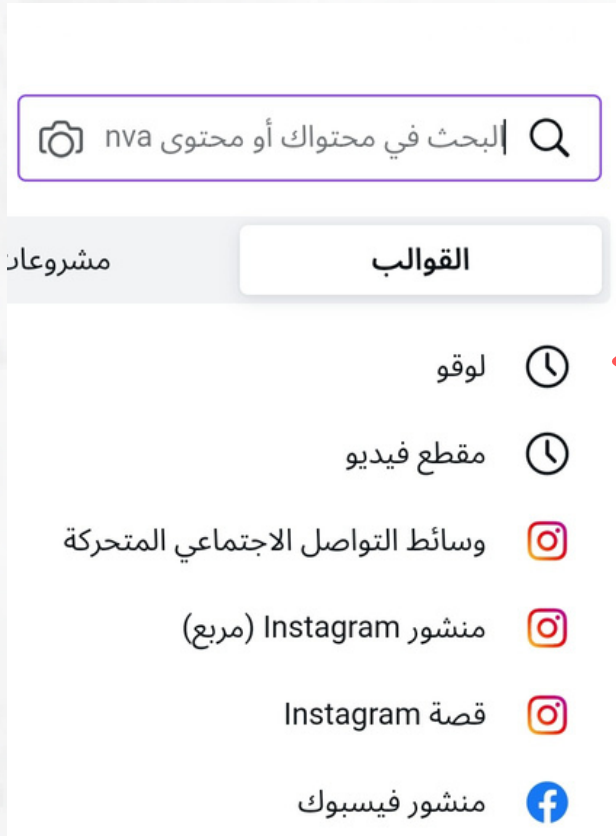 البحث في محتواك أو محتوى nva
القوالب
مشروعات
لوقو
مقطع فيديو
وسائط التواصل الاجتماعي المتحركة
منشور Instagram (مربع)
قصة Instagram
منشور فيسبوك